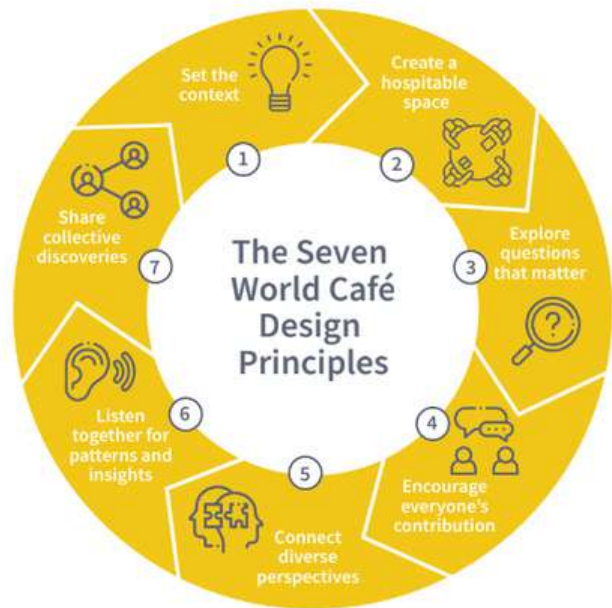 The Seven
World Café
Design
Principles
1
Set the
context
2
Create a
hospitable
space
3
Explore
questions
that matter
?
4
Encourage
everyone's
contribution
5
Connect
diverse
perspectives
6
Listen
together for
patterns and
insights
7
Share
collective
discoveries